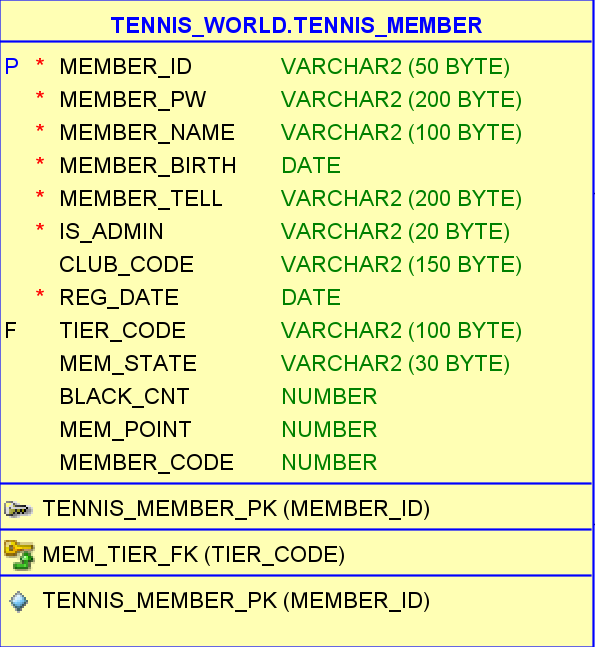 TENNIS_WORLD.TENNIS_MEMBER
P * MEMBER_ID VARCHAR2 (50 BYTE)
* MEMBER_PW VARCHAR2 (200 BYTE)
* MEMBER_NAME VARCHAR2 (100 BYTE)
* MEMBER_BIRTH DATE
* MEMBER_TELL VARCHAR2 (200 BYTE)
* IS_ADMIN VARCHAR2 (20 BYTE)
CLUB_CODE VARCHAR2 (150 BYTE)
* REG_DATE DATE
F TIER_CODE VARCHAR2 (100 BYTE)
MEM_STATE VARCHAR2 (30 BYTE)
BLACK_CNT NUMBER
MEM_POINT NUMBER
MEMBER_CODE NUMBER
TENNIS_MEMBER_PK (MEMBER_ID)
MEM_TIER_FK (TIER_CODE)
TENNIS_MEMBER_PK (MEMBER_ID)